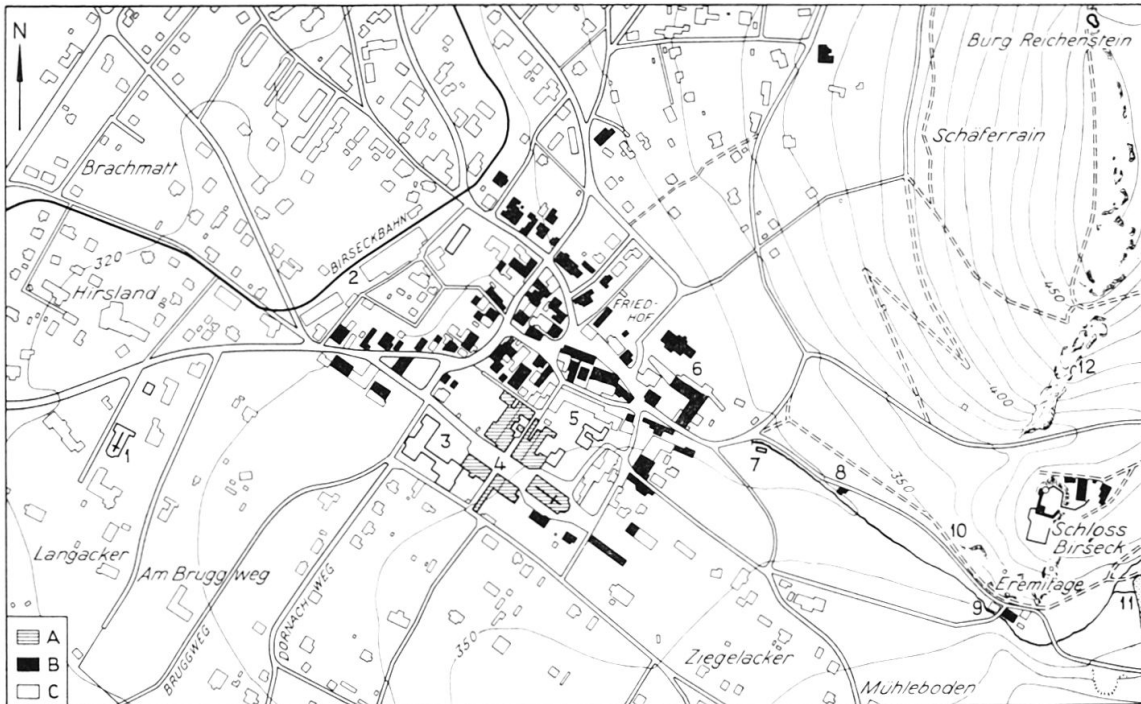 N
Burg Reichenstein
Schäferrain
Brachmatt
BIRSECKBAHN
320
2
Hirsland
450
FRIED-
HOF
12
6
400
1
3
4
5
7
8
350
10
Schloss
Birseck
Langacker
Am Bruggweg
DORNACHWEG
BRUGGWEG
Eremitage
9
11
350
Ziegelacker
Mühleboden
A
B
C